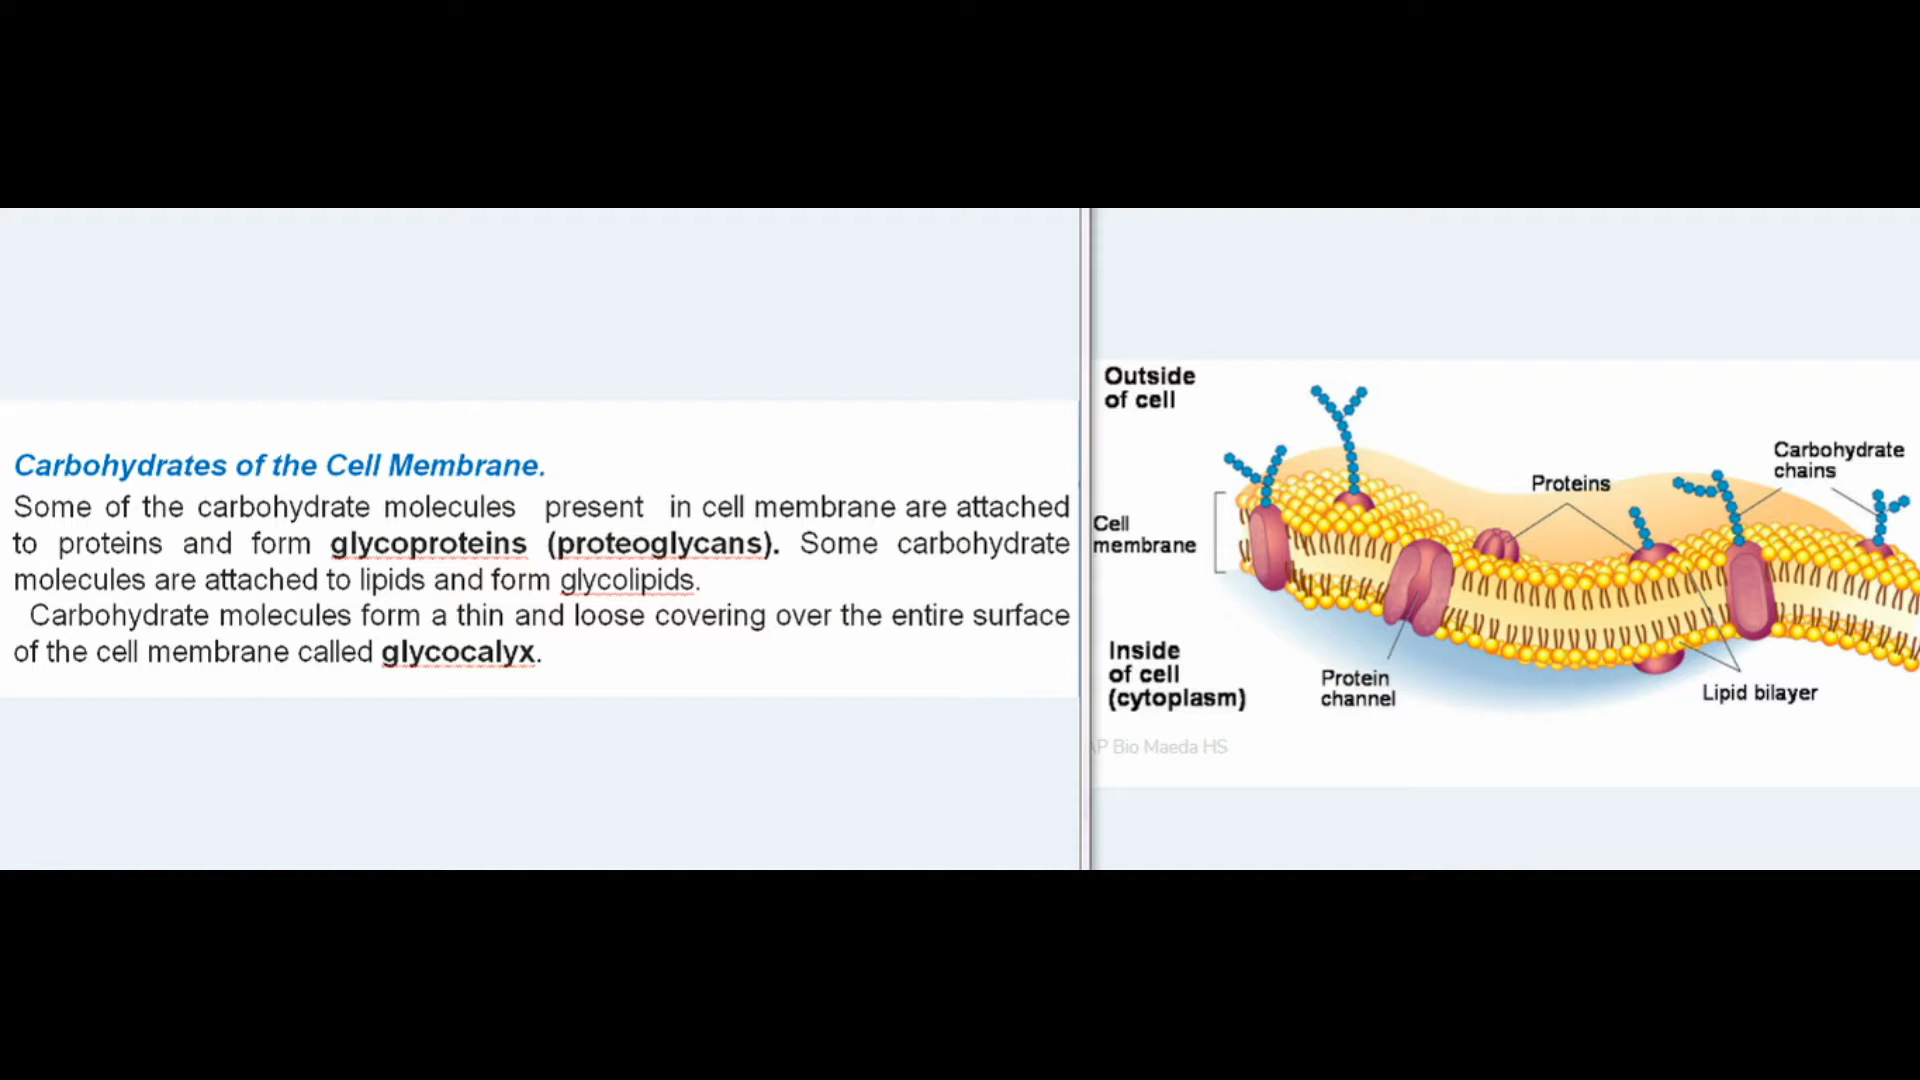 Carbohydrates of the Cell Membrane.
Some of the carbohydrate molecules present in cell membrane are attached
to proteins and form glycoproteins (proteoglycans). Some carbohydrate
molecules are attached to lipids and form glycolipids.
Carbohydrate molecules form a thin and loose covering over the entire surface
of the cell membrane called glycocalyx.
Outside
of cell
Carbohydrate
chains
Proteins
Cell
membrane
Inside
of cell
(cytoplasm)
Protein
channel
Lipid bilayer
AP Bio Maeda HS